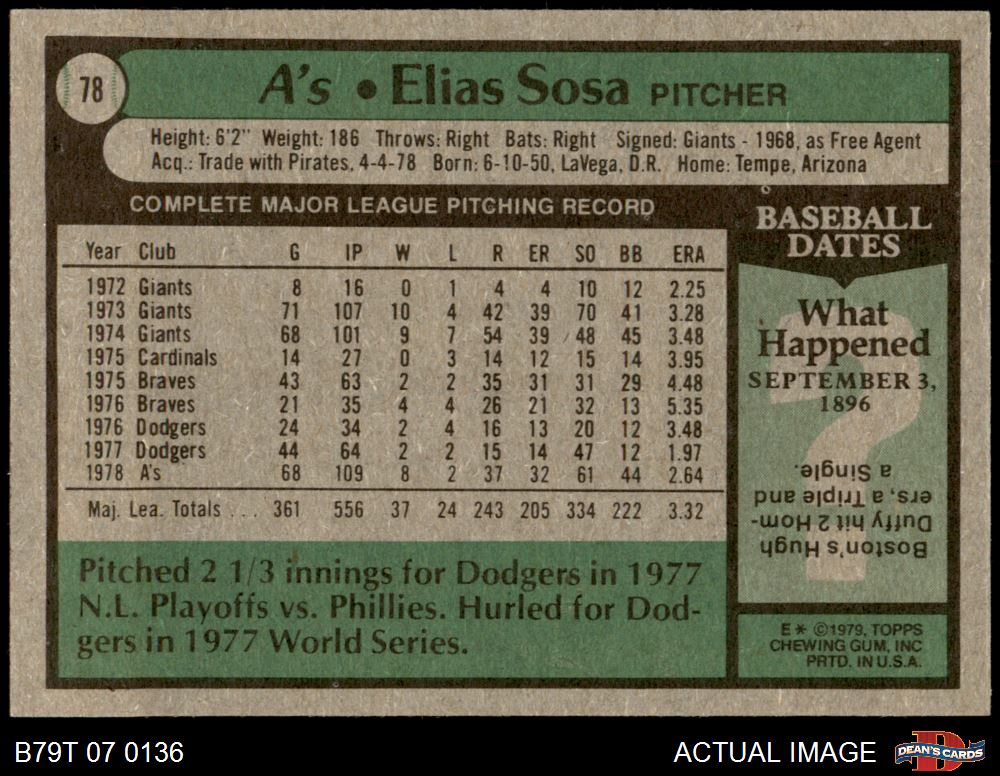 78
A's • Elias Sosa PITCHER
Height: 6'2" Weight: 186 Throws: Right Bats: Right Signed: Giants - 1968, as Free Agent
Acq.: Trade with Pirates, 4-4-78 Born: 6-10-50, LaVega, D.R. Home: Tempe, Arizona
COMPLETE MAJOR LEAGUE PITCHING RECORD
Year Club G IP W L R ER SO BB ERA
1972 Giants 8 16 0 1 4 4 10 12 2.25
1973 Giants 71 107 10 4 42 39 70 41 3.28
1974 Giants 68 101 9 7 54 39 48 45 3.48
1975 Cardinals 14 27 0 3 14 12 15 14 3.95
1975 Braves 43 63 2 2 35 31 31 29 4.48
1976 Braves 21 35 4 4 26 21 32 13 5.35
1976 Dodgers 24 34 2 4 16 13 20 12 3.48
1977 Dodgers 44 64 2 2 15 14 47 12 1.97
1978 A's 68 109 8 2 37 32 61 44 2.64
Maj. Lea. Totals ... 361 556 37 24 243 205 334 222 3.32
Pitched 2 1/3 innings for Dodgers in 1977
N.L. Playoffs vs. Phillies. Hurled for Dod-
gers in 1977 World Series.
BASEBALL
DATES
What
Happened
SEPTEMBER 3,
1896
Boston's Hugh
Duffy hit 2 Hom-
ers, a Triple and
a Single.
E* ©1979, TOPPS
CHEWING GUM, INC
PRTD. IN U.S.A.
B79T 07 0136
ACTUAL IMAGE
DEAN'S CARDS